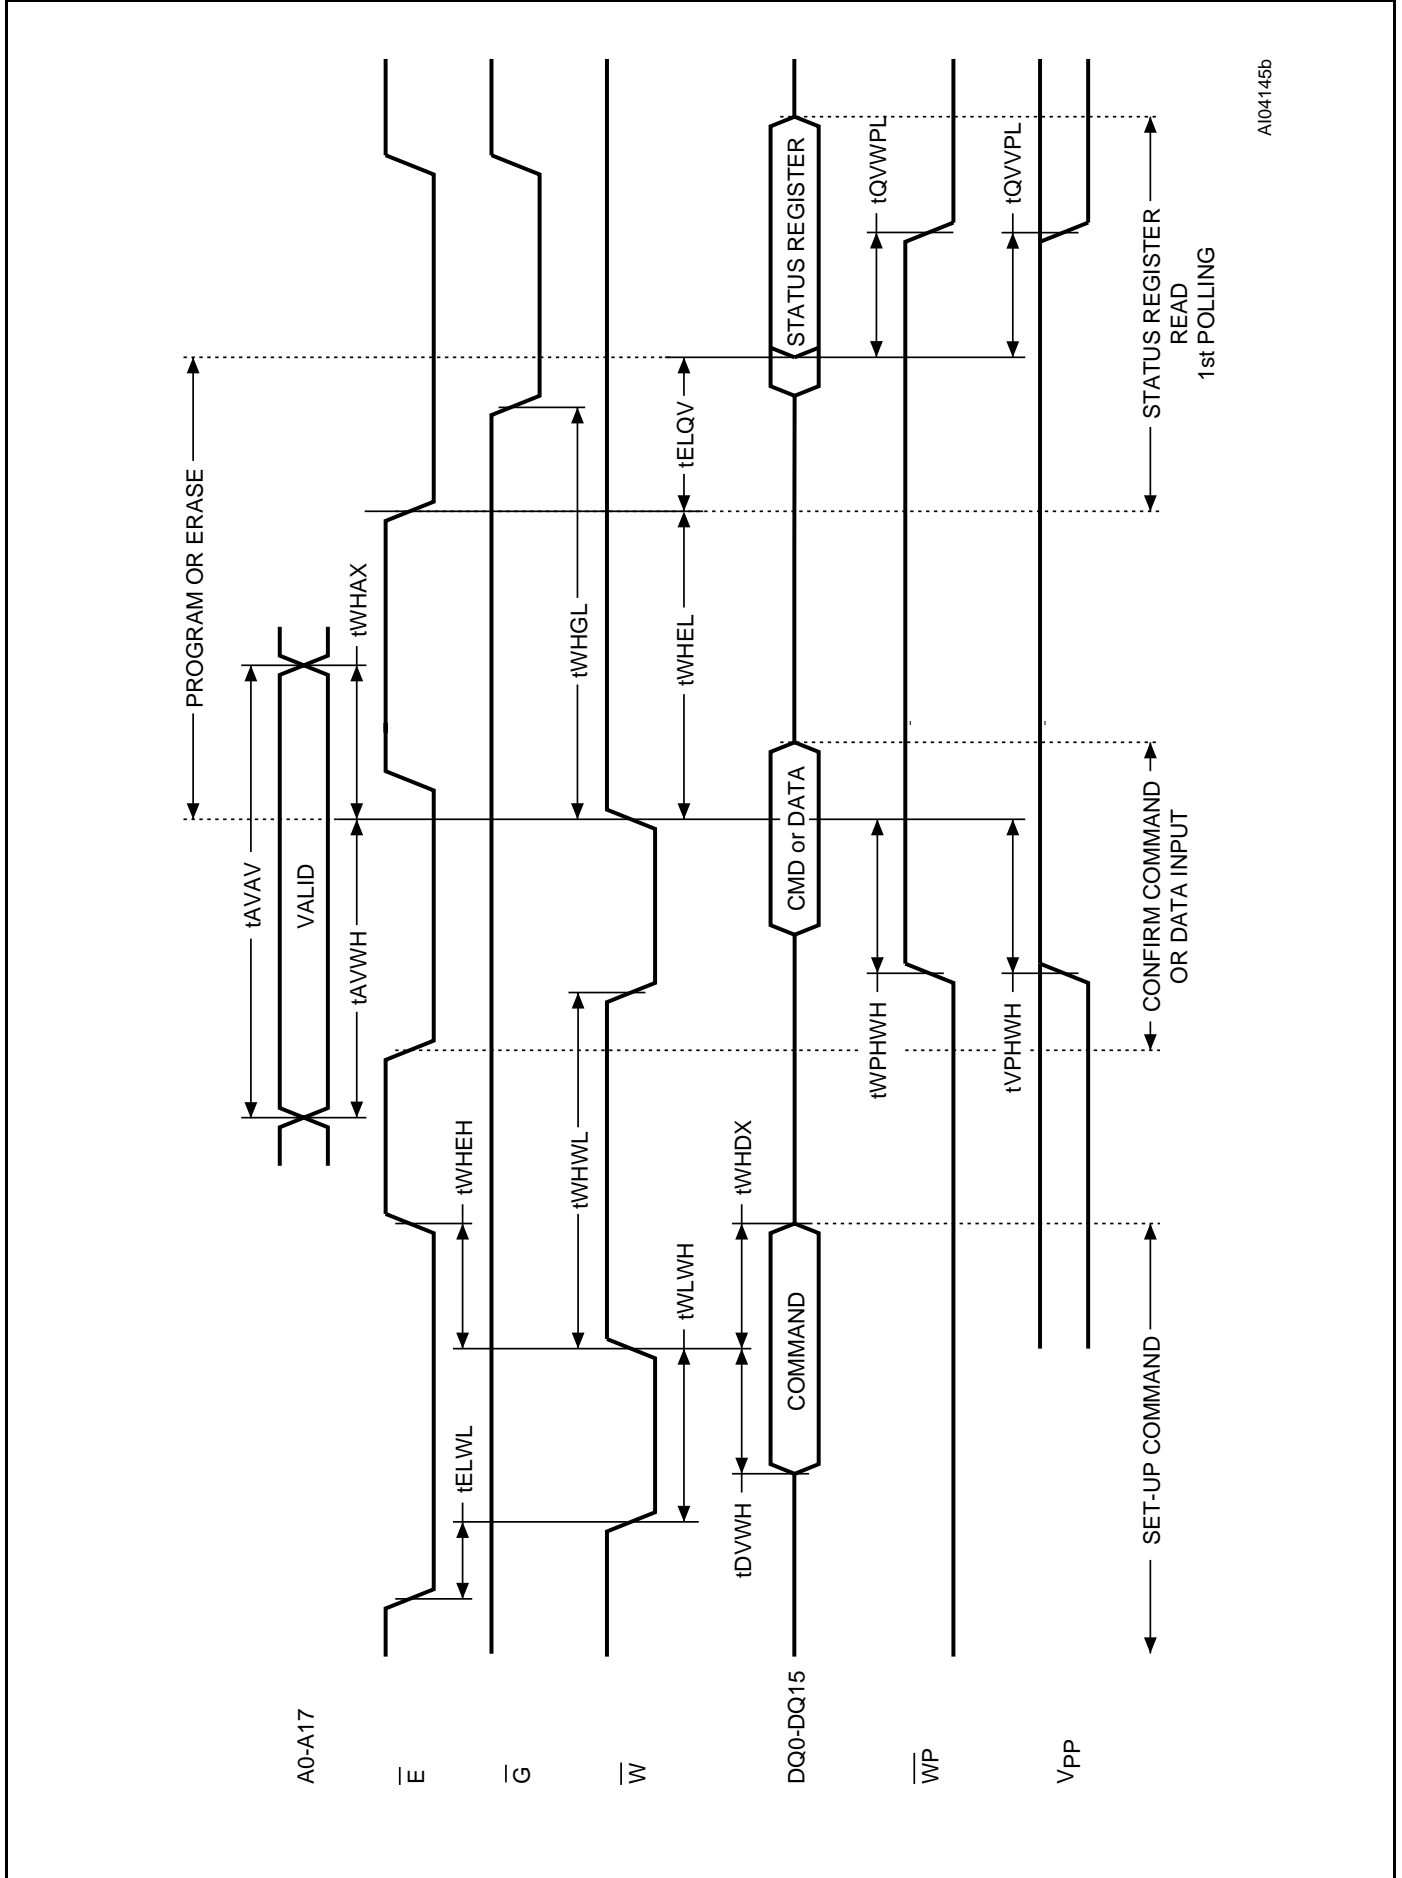 PROGRAM OR ERASE
tAVAV
A0-A17
VALID
tAVWH
tWHAX
E
tELWL
tWHEH
G
tWHWL
tWHGL
W
tWLWH
tWHEL
tELQV
tDVWH
tWHDX
DQ0-DQ15
COMMAND
CMD or DATA
STATUS REGISTER
tWPHWH
tQVWPL
WP
tVPHWH
tQVVPL
VPP
SET-UP COMMAND
CONFIRM COMMAND
OR DATA INPUT
STATUS REGISTER
READ
1st POLLING
AI04145b